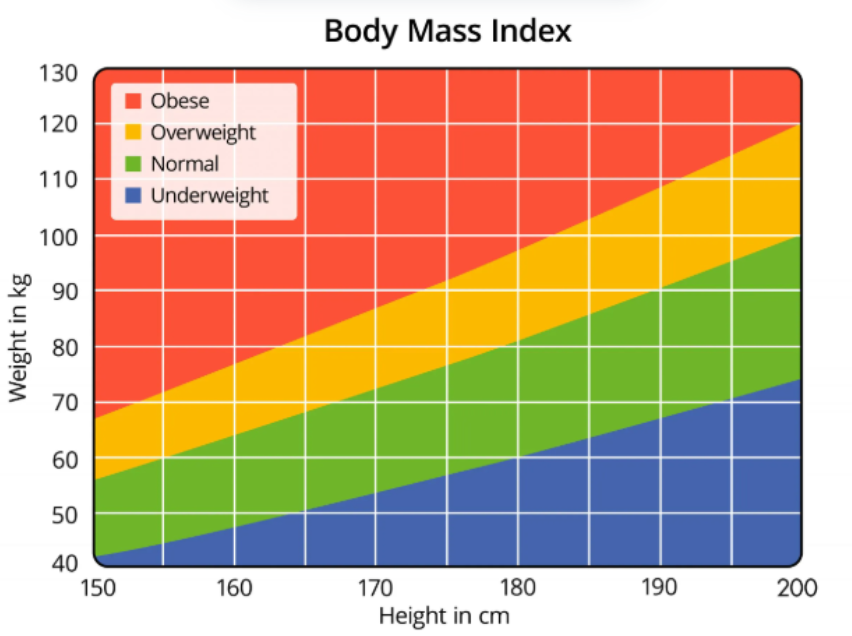 Body Mass Index
Obese
Overweight
Normal
Underweight
130
120
110
100
90
80
70
60
50
40
Weight in kg
150 160 170 180 190 200
Height in cm